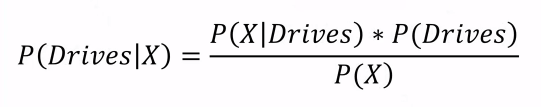 P(Drives|X) = P(X|Drives) * P(Drives) / P(X)